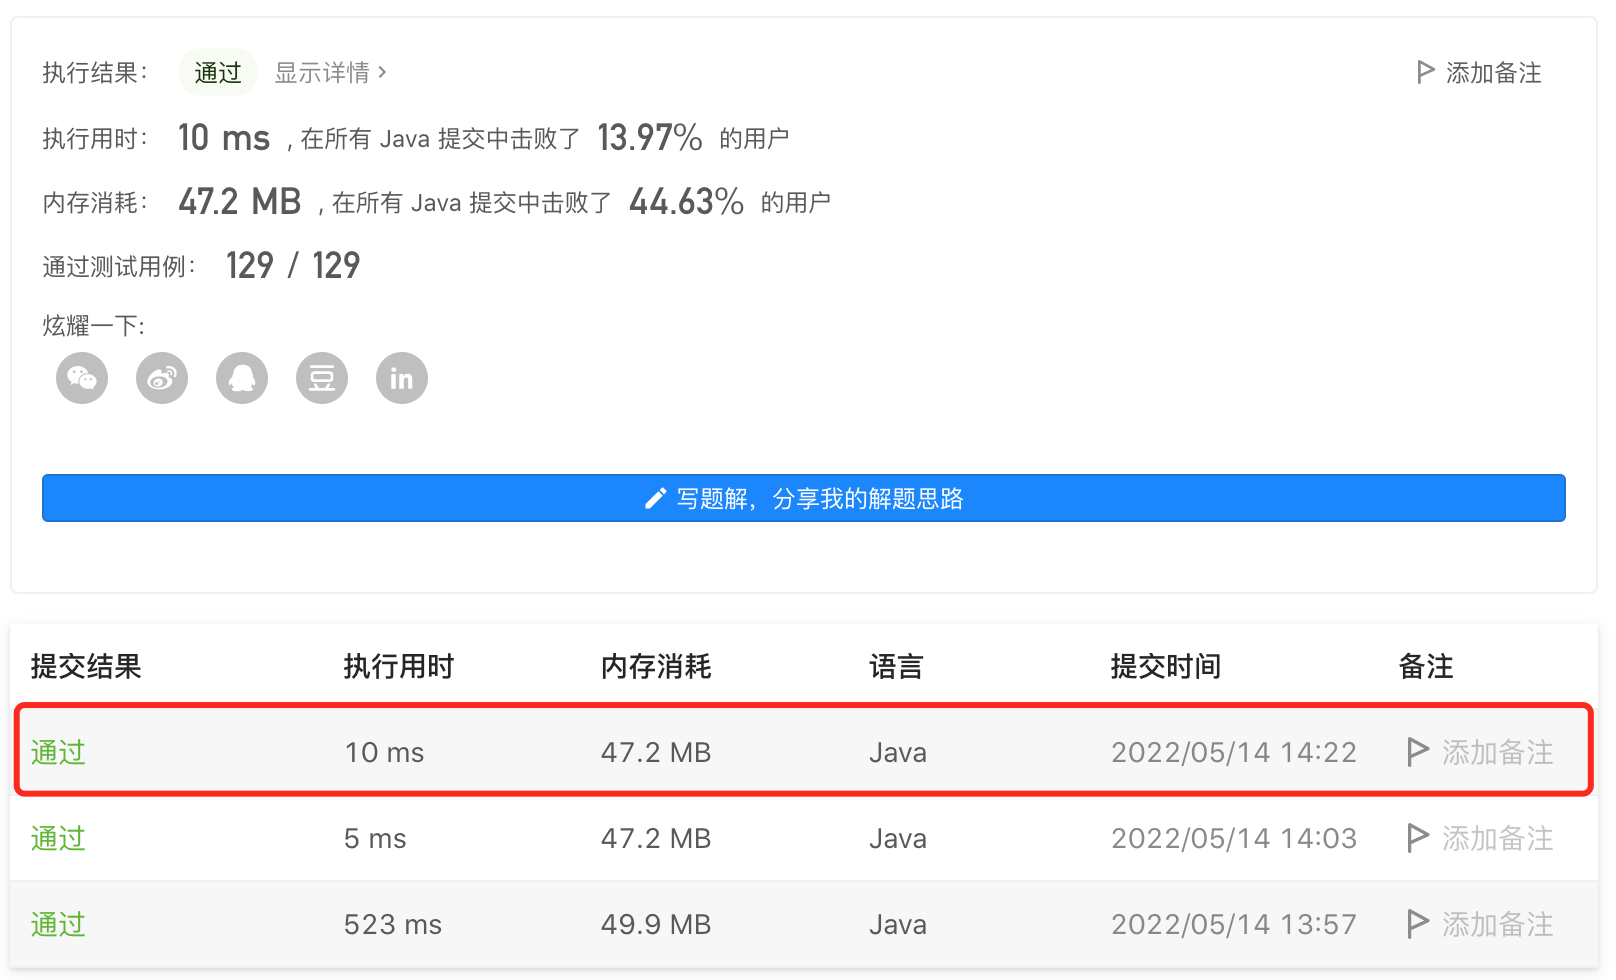 执行结果： 通过 显示详情 > 添加备注
执行用时： 10 ms , 在所有 Java 提交中击败了 13.97% 的用户
内存消耗： 47.2 MB , 在所有 Java 提交中击败了 44.63% 的用户
通过测试用例： 129 / 129
炫耀一下:
豆 in
写题解，分享我的解题思路
提交结果 执行用时 内存消耗 语言 提交时间 备注
通过 10 ms 47.2 MB Java 2022/05/14 14:22 添加备注
通过 5 ms 47.2 MB Java 2022/05/14 14:03 添加备注
通过 523 ms 49.9 MB Java 2022/05/14 13:57 添加备注